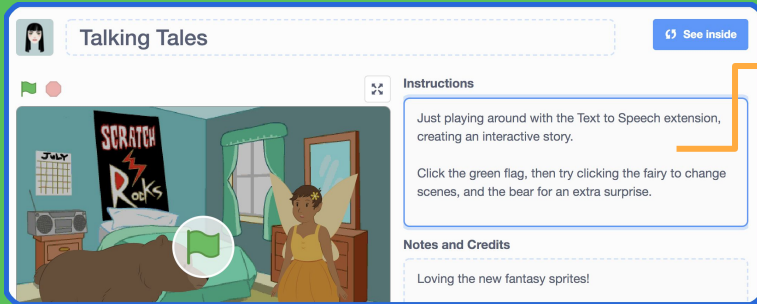 Talking Tales
See inside
Instructions
Just playing around with the Text to Speech extension,
creating an interactive story.
Click the green flag, then try clicking the fairy to change
scenes, and the bear for an extra surprise.
SCRATCH
Rocks
JULY
Notes and Credits
Loving the new fantasy sprites!